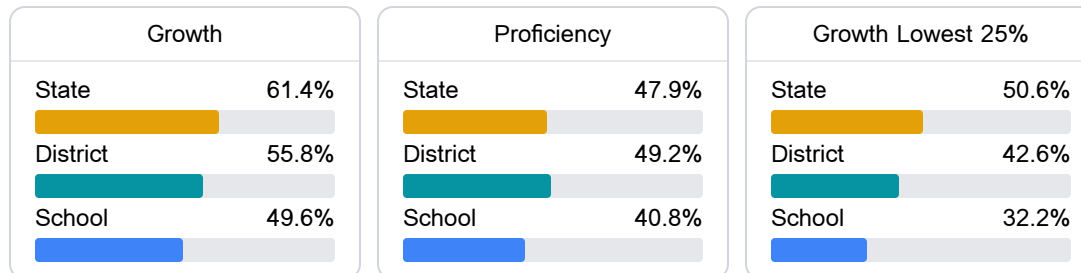 Growth
State 61.4%
District 55.8%
School 49.6%
Proficiency
State 47.9%
District 49.2%
School 40.8%
Growth Lowest 25%
State 50.6%
District 42.6%
School 32.2%